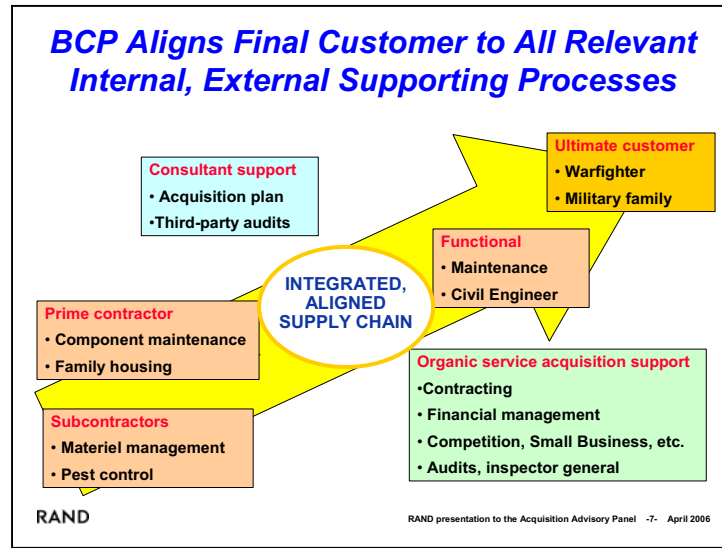 BCP Aligns Final Customer to All Relevant
Internal, External Supporting Processes
Ultimate customer
• Warfighter
• Military family
Consultant support
• Acquisition plan
•Third-party audits
Functional
• Maintenance
• Civil Engineer
INTEGRATED,
ALIGNED
SUPPLY CHAIN
Prime contractor
• Component maintenance
• Family housing
Organic service acquisition support
•Contracting
• Financial management
• Competition, Small Business, etc.
• Audits, inspector general
Subcontractors
• Materiel management
• Pest control
RAND
RAND presentation to the Acquisition Advisory Panel -7- April 2006